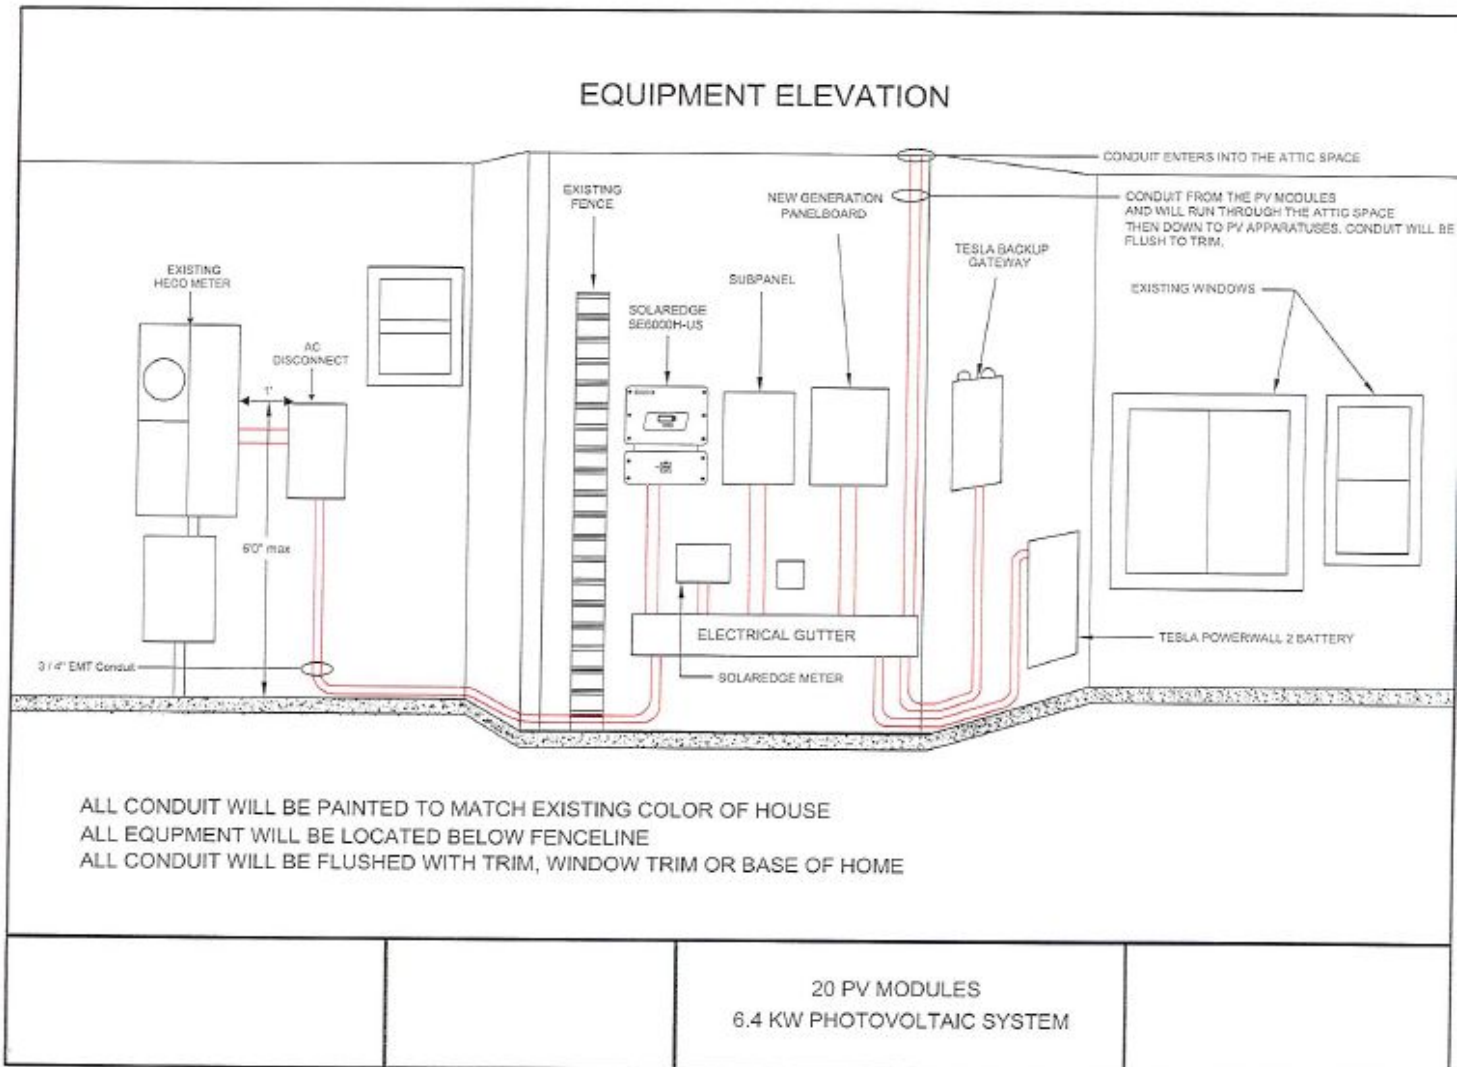 EQUIPMENT ELEVATION
CONDUIT ENTERS INTO THE ATTIC SPACE
EXISTING
FENCE
NEW GENERATION
PANELBOARD
CONDUIT FROM THE PV MODULES
AND WILL RUN THROUGH THE ATTIC SPACE
THEN DOWN TO PV APPARATUSES. CONDUIT WILL BE
FLUSH TO TRIM.
TESLA BACKUP
GATEWAY
EXISTING
HECO METER
SUBPANEL
EXISTING WINDOWS
SOLAREDGE
SE6000H-US
AC
DISCONNECT
1'
6'0" max
ELECTRICAL GUTTER
TESLA POWERWALL 2 BATTERY
3 / 4" EMT Conduit
SOLAREDGE METER
ALL CONDUIT WILL BE PAINTED TO MATCH EXISTING COLOR OF HOUSE
ALL EQUPMENT WILL BE LOCATED BELOW FENCELINE
ALL CONDUIT WILL BE FLUSHED WITH TRIM, WINDOW TRIM OR BASE OF HOME
20 PV MODULES
6.4 KW PHOTOVOLTAIC SYSTEM